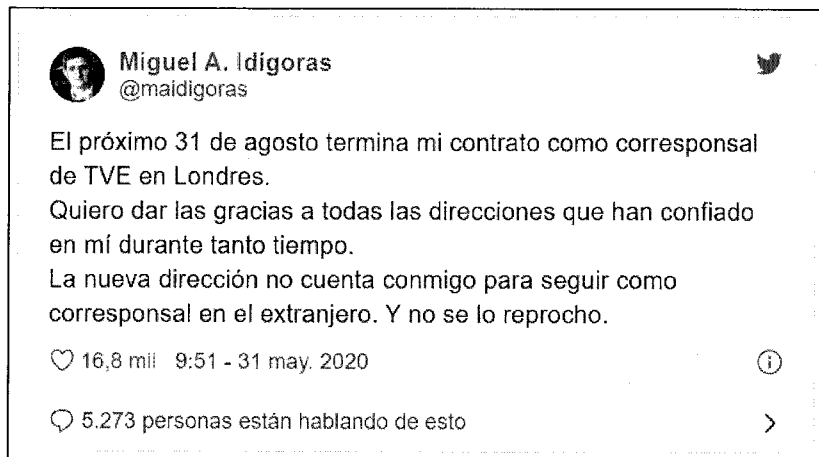 Miguel A. Idígoras
@maidigoras
El próximo 31 de agosto termina mi contrato como corresponsal
de TVE en Londres.
Quiero dar las gracias a todas las direcciones que han confiado
en mí durante tanto tiempo.
La nueva dirección no cuenta conmigo para seguir como
corresponsal en el extranjero. Y no se lo reprocho.
16,8 mil 9:51 - 31 may. 2020
5.273 personas están hablando de esto